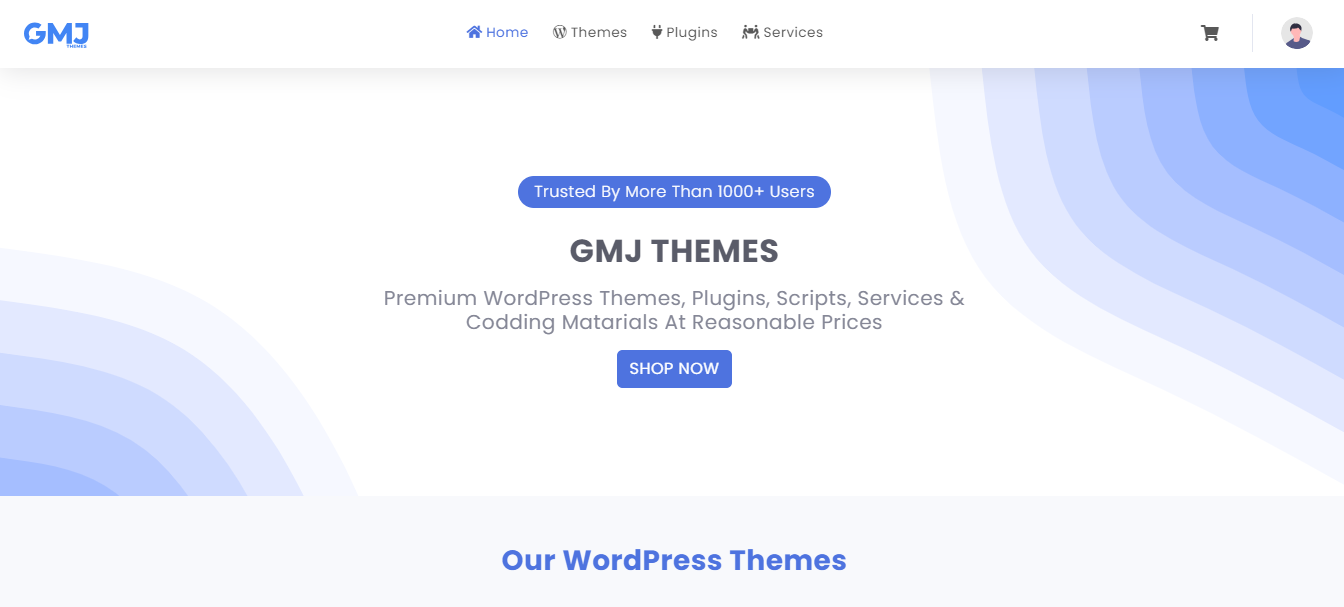 GMJ
THEMES
Home Themes Plugins Services
Trusted By More Than 1000+ Users
GMJ THEMES
Premium WordPress Themes, Plugins, Scripts, Services &
Codding Matarials At Reasonable Prices
SHOP NOW
Our WordPress Themes